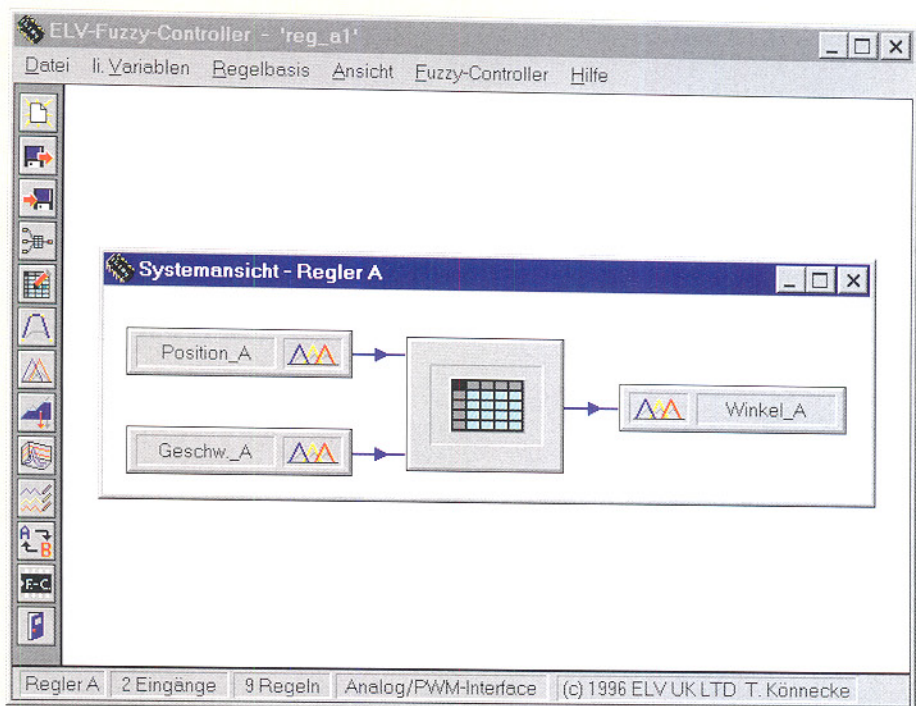 ELV-Fuzzy-Controller - 'reg_a1'
Datei li. Variablen Regelbasis Ansicht Fuzzy-Controller Hilfe
Systemansicht - Regler A
Position_A
Winkel_A
Geschw._A
A
B
F-C
Regler A 2 Eingänge 9 Regeln Analog/PWM-Interface (c) 1996 ELV UK LTD T. Könnecke